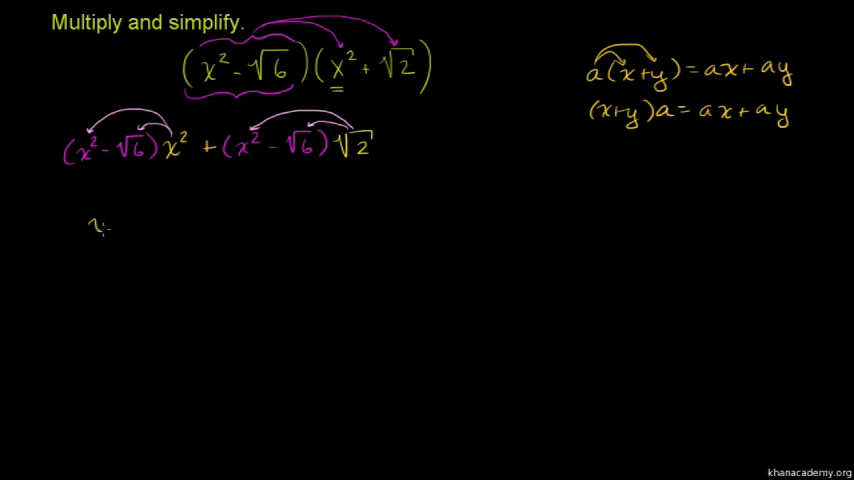 Multiply and simplify.
(x² - √6)(x² + √2)
a(x+y) = ax + ay
(x+y)a = ax + ay
(x² - √6)x² + (x² - √6)√2
khanacademy.org